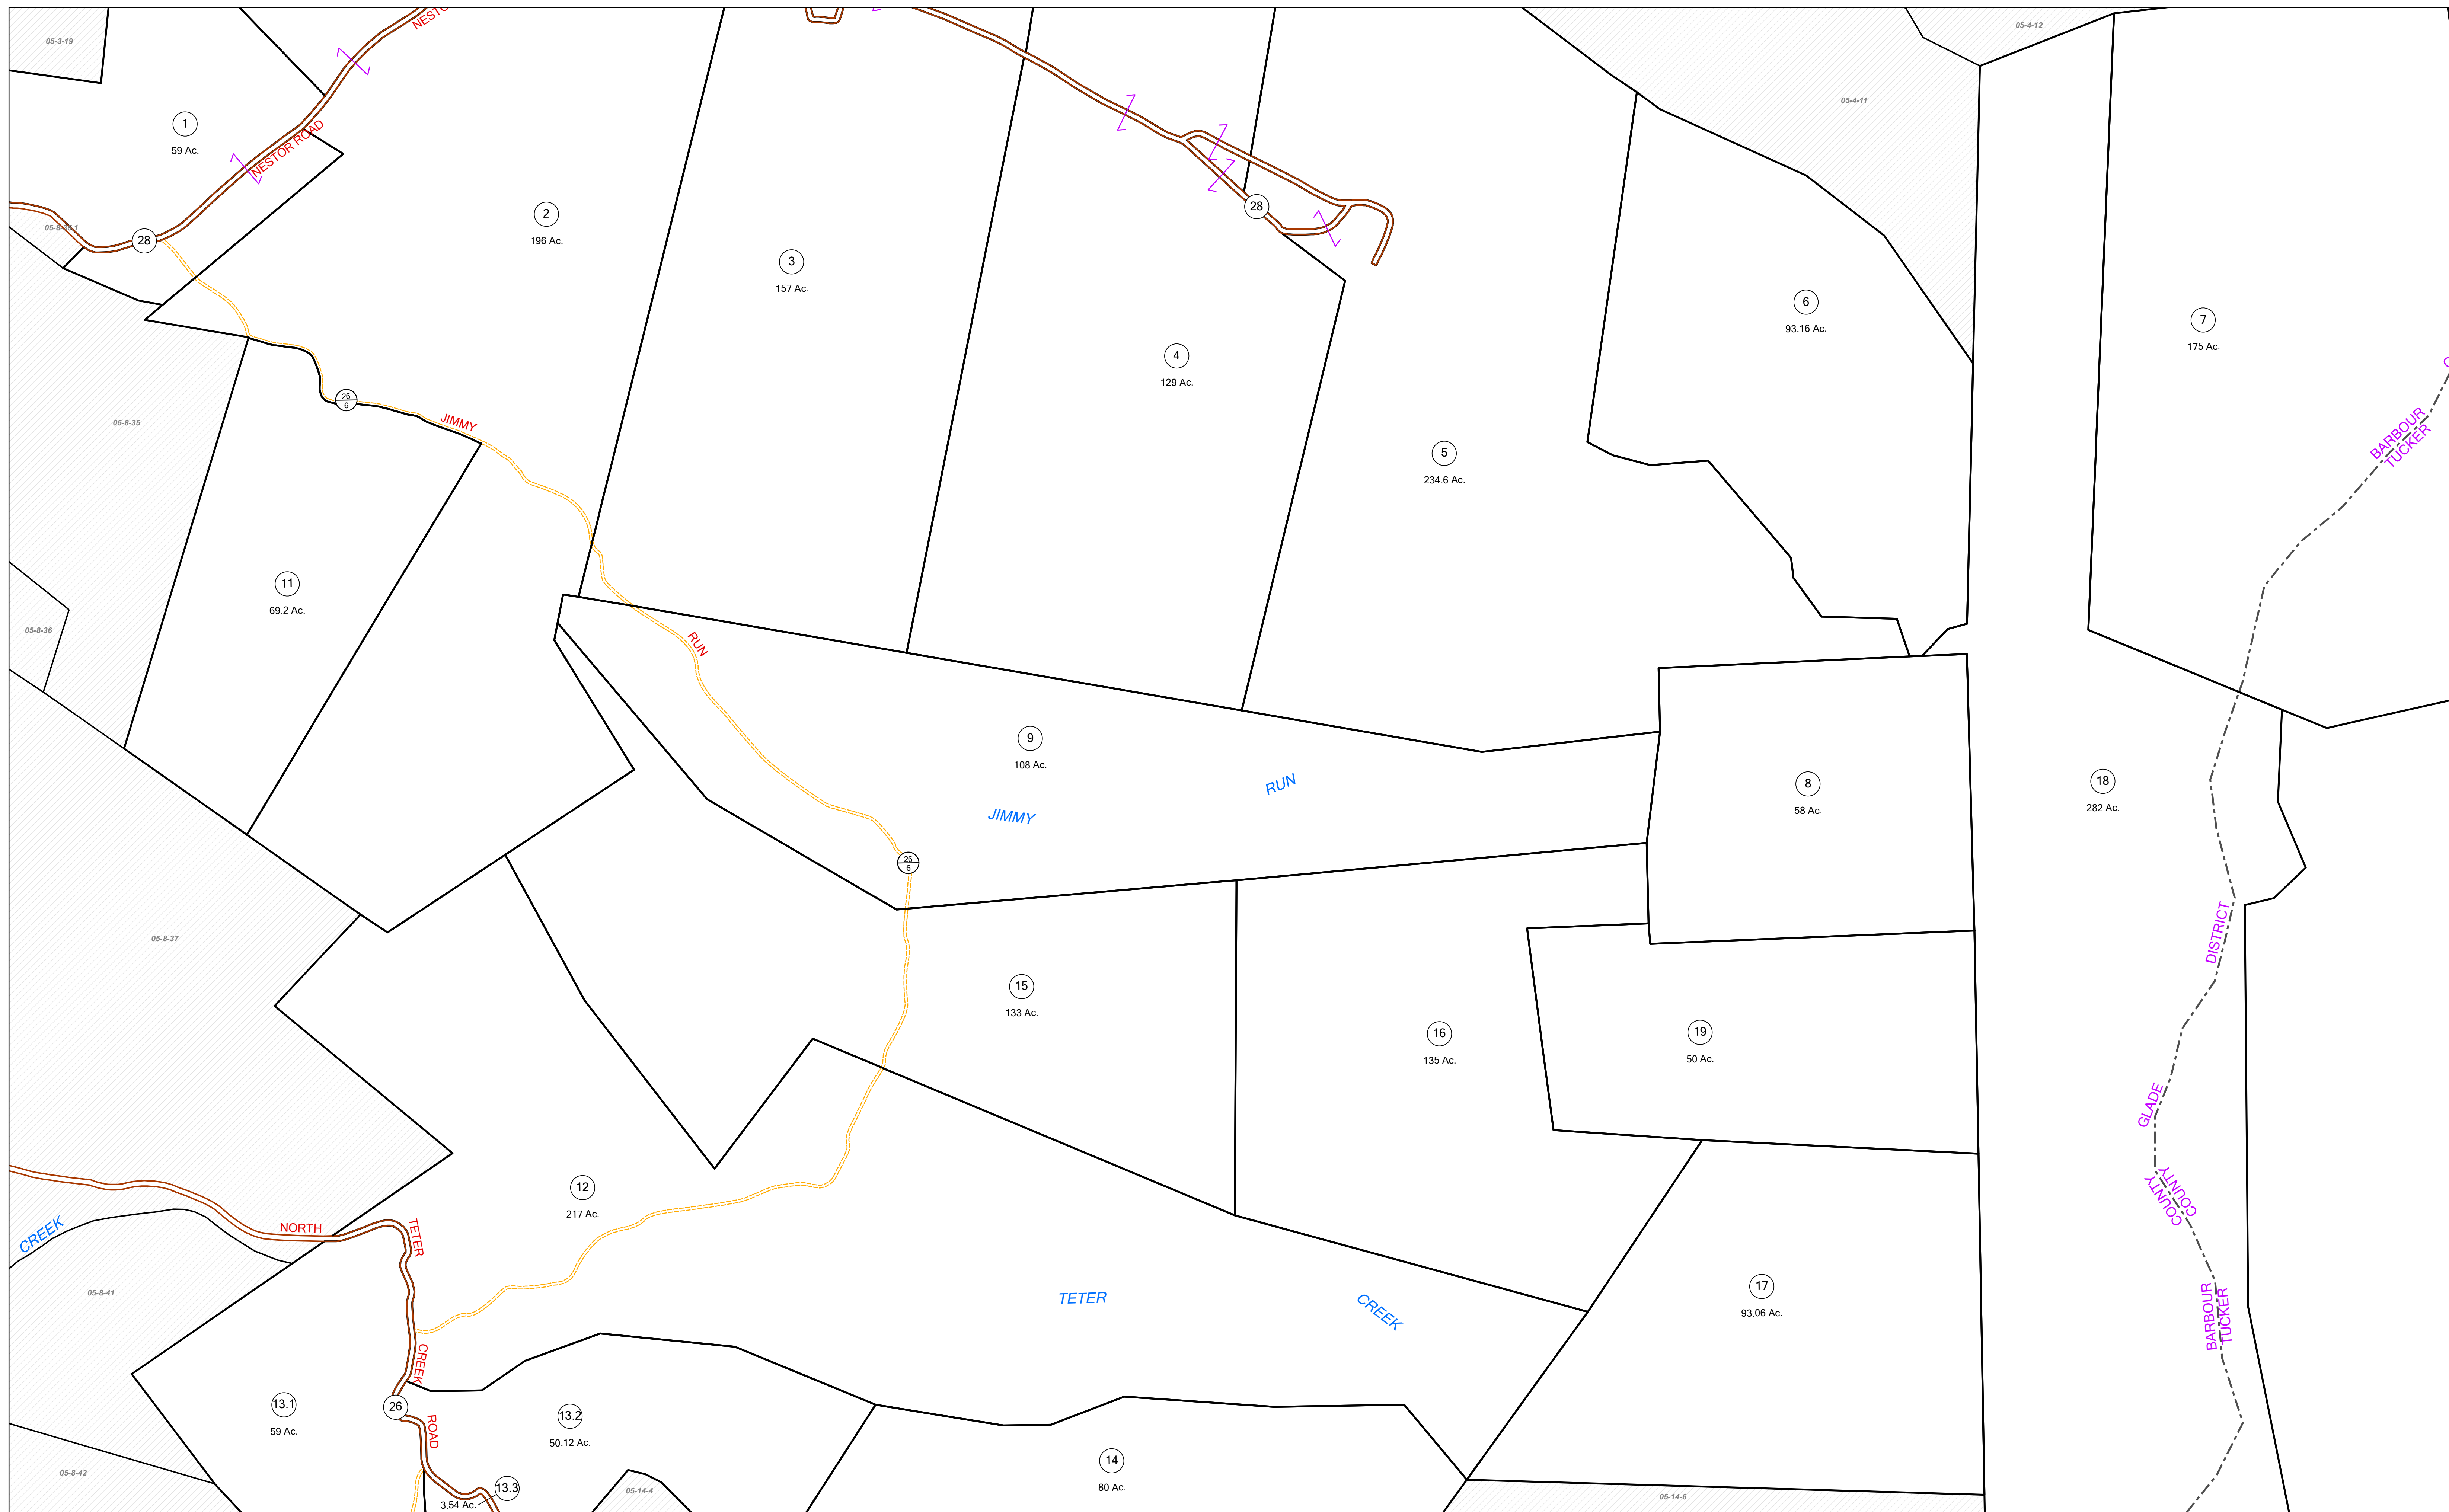 05-4-12
05-3-19
05-4-11
1
59 Ac.
NESTOR ROAD
28
05-8-35.1
2
196 Ac.
28
3
157 Ac.
4
129 Ac.
6
93.16 Ac.
7
175 Ac.
BARBOUR
TUCKER
26
6
JIMMY
05-8-35
5
234.6 Ac.
11
69.2 Ac.
05-8-36
RUN
9
108 Ac.
RUN
JIMMY
8
58 Ac.
18
282 Ac.
26
6
05-8-37
DISTRICT
15
133 Ac.
16
135 Ac.
19
50 Ac.
GLADE
12
217 Ac.
COUNTY
COUNTY
CREEK
NORTH
TETER
05-8-41
TETER
CREEK
17
93.06 Ac.
BARBOUR
TUCKER
CREEK
13.1
59 Ac.
26
ROAD
13.2
50.12 Ac.
14
80 Ac.
05-8-42
13.3
3.54 Ac.
05-14-4
05-14-6